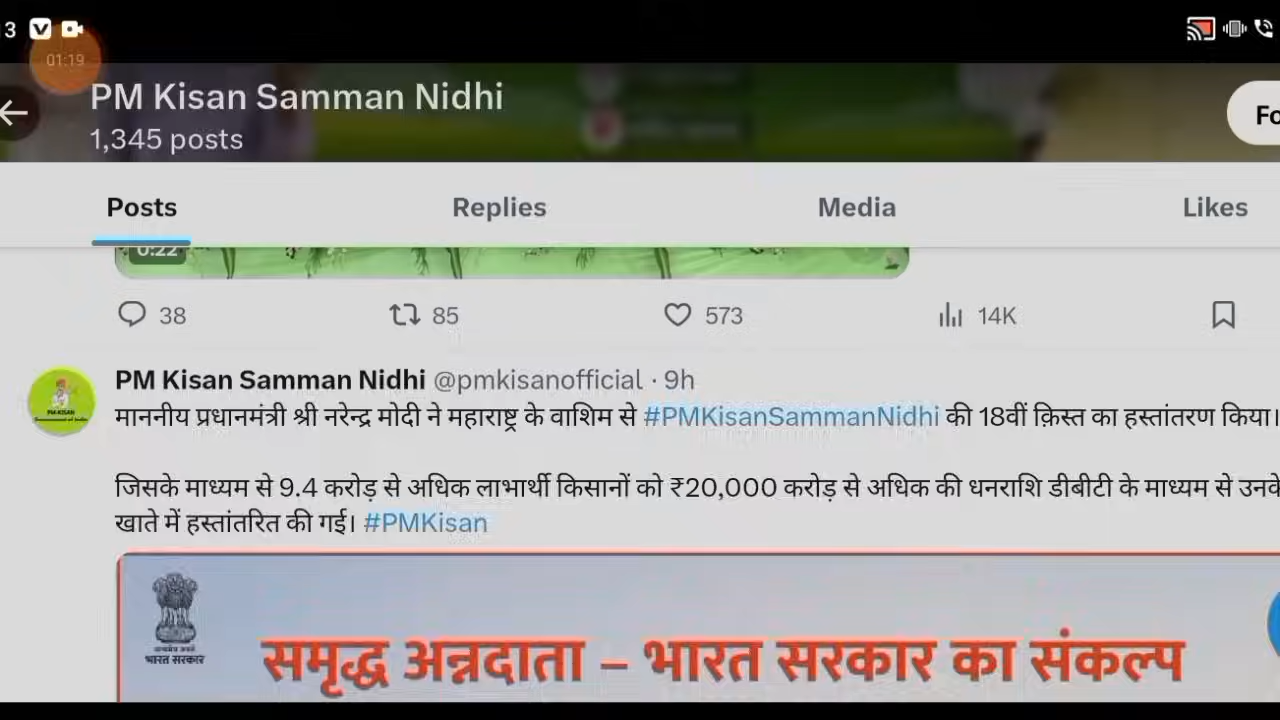 3
01:19
PM Kisan Samman Nidhi
1,345 posts
Fo
Posts Replies Media Likes
0:22
38 85 573 14K
PM Kisan Samman Nidhi @pmkisanofficial · 9h
माननीय प्रधानमंत्री श्री नरेन्द्र मोदी ने महाराष्ट्र के वाशिम से #PMKisanSammanNidhi की 18वीं क़िस्त का हस्तांतरण किया।
जिसके माध्यम से 9.4 करोड़ से अधिक लाभार्थी किसानों को ₹20,000 करोड़ से अधिक की धनराशि डीबीटी के माध्यम से उनके
खाते में हस्तांतरित की गई। #PMKisan
भारत सरकार
समृद्ध अन्नदाता – भारत सरकार का संकल्प